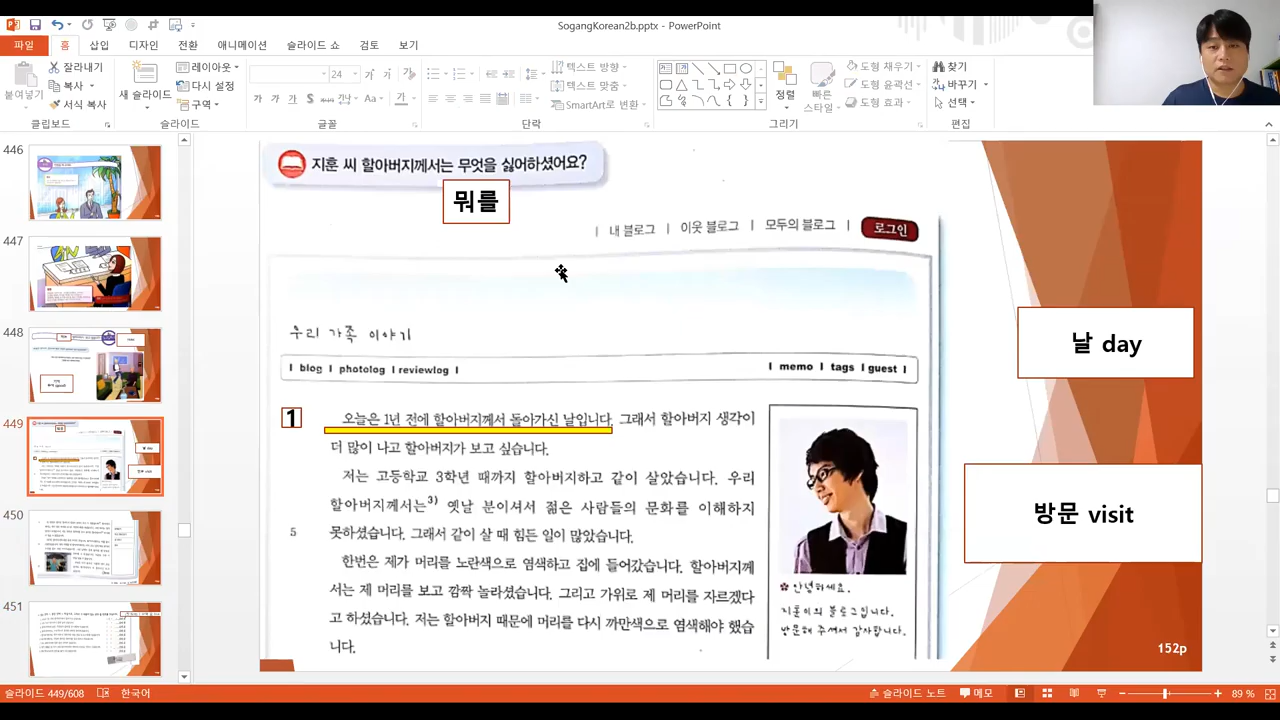 SogangKorean2b.pptx - PowerPoint
파일 홈 삽입 디자인 전환 애니메이션 슬라이드 쇼 검토 보기
붙여넣기
잘라내기
복사
서식 복사
클립보드
새 슬라이드
레이아웃
다시 설정
구역
슬라이드
24
가 가 가 S 가나 Aa 가
글꼴
텍스트 방향
텍스트 맞춤
SmartArt로 변환
단락
정렬
빠른 스타일
도형 채우기
도형 윤곽선
도형 효과
그리기
찾기
바꾸기
선택
편집
446
447
448
449
450
451
지훈 씨 할아버지께서는 무엇을 싫어하셨어요?
뭐를
| 내 블로그 | 이웃 블로그 | 모두의 블로그 | 로그인
우리 가족 이야기
| blog | photolog | reviewlog |
| memo | tags | guest |
1
오늘은 1년 전에 할아버지께서 돌아가신 날입니다. 그래서 할아버지 생각이
더 많이 나고 할아버지가 보고 싶습니다.
저는 고등학교 3학년 때까지 할아버지하고 같이 살았습니다. 우리
할아버지께서는3) 옛날 분이셔서 젊은 사람들의 문화를 이해하지
5 못하셨습니다. 그래서 같이 살 때 힘든 일이 많았습니다.
한번은 제가 머리를 노란색으로 염색하고 집에 들어갔습니다. 할아버지께
서는 제 머리를 보고 깜짝 놀라셨습니다. 그리고 가위로 제 머리를 자르겠다
고 하셨습니다. 저는 할아버지 때문에 머리를 다시 까만색으로 염색해야 했습
니다.
안녕하세요.
지훈이의 블로그입니다.
방문해 주셔서 감사합니다.
날 day
방문 visit
152p
슬라이드 449/608 한국어
슬라이드 노트 메모 89 %